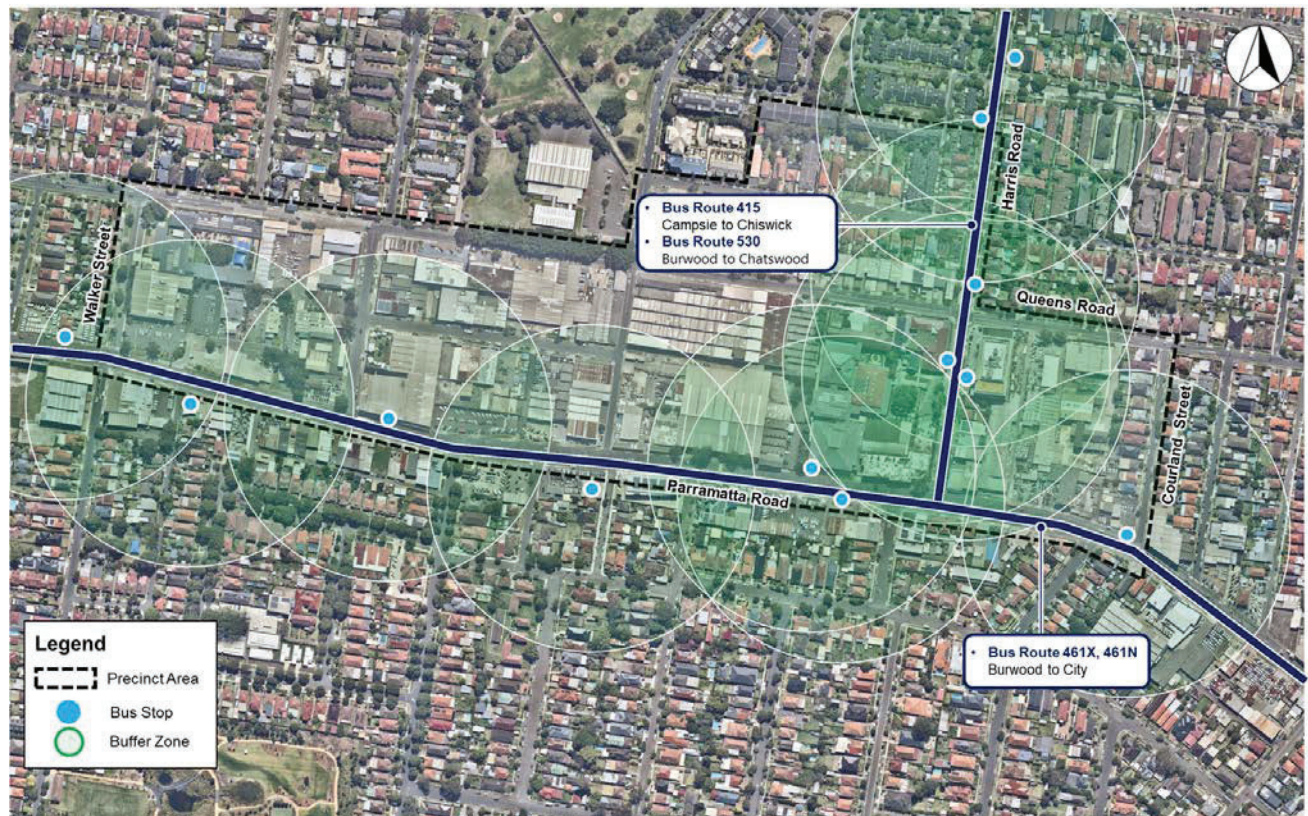 Harris Road
• Bus Route 415
Campsie to Chiswick
• Bus Route 530
Burwood to Chatswood
Walker Street
Queens Road
Courland Street
Parramatta Road
• Bus Route 461X, 461N
Burwood to City
Legend
Precinct Area
Bus Stop
Buffer Zone